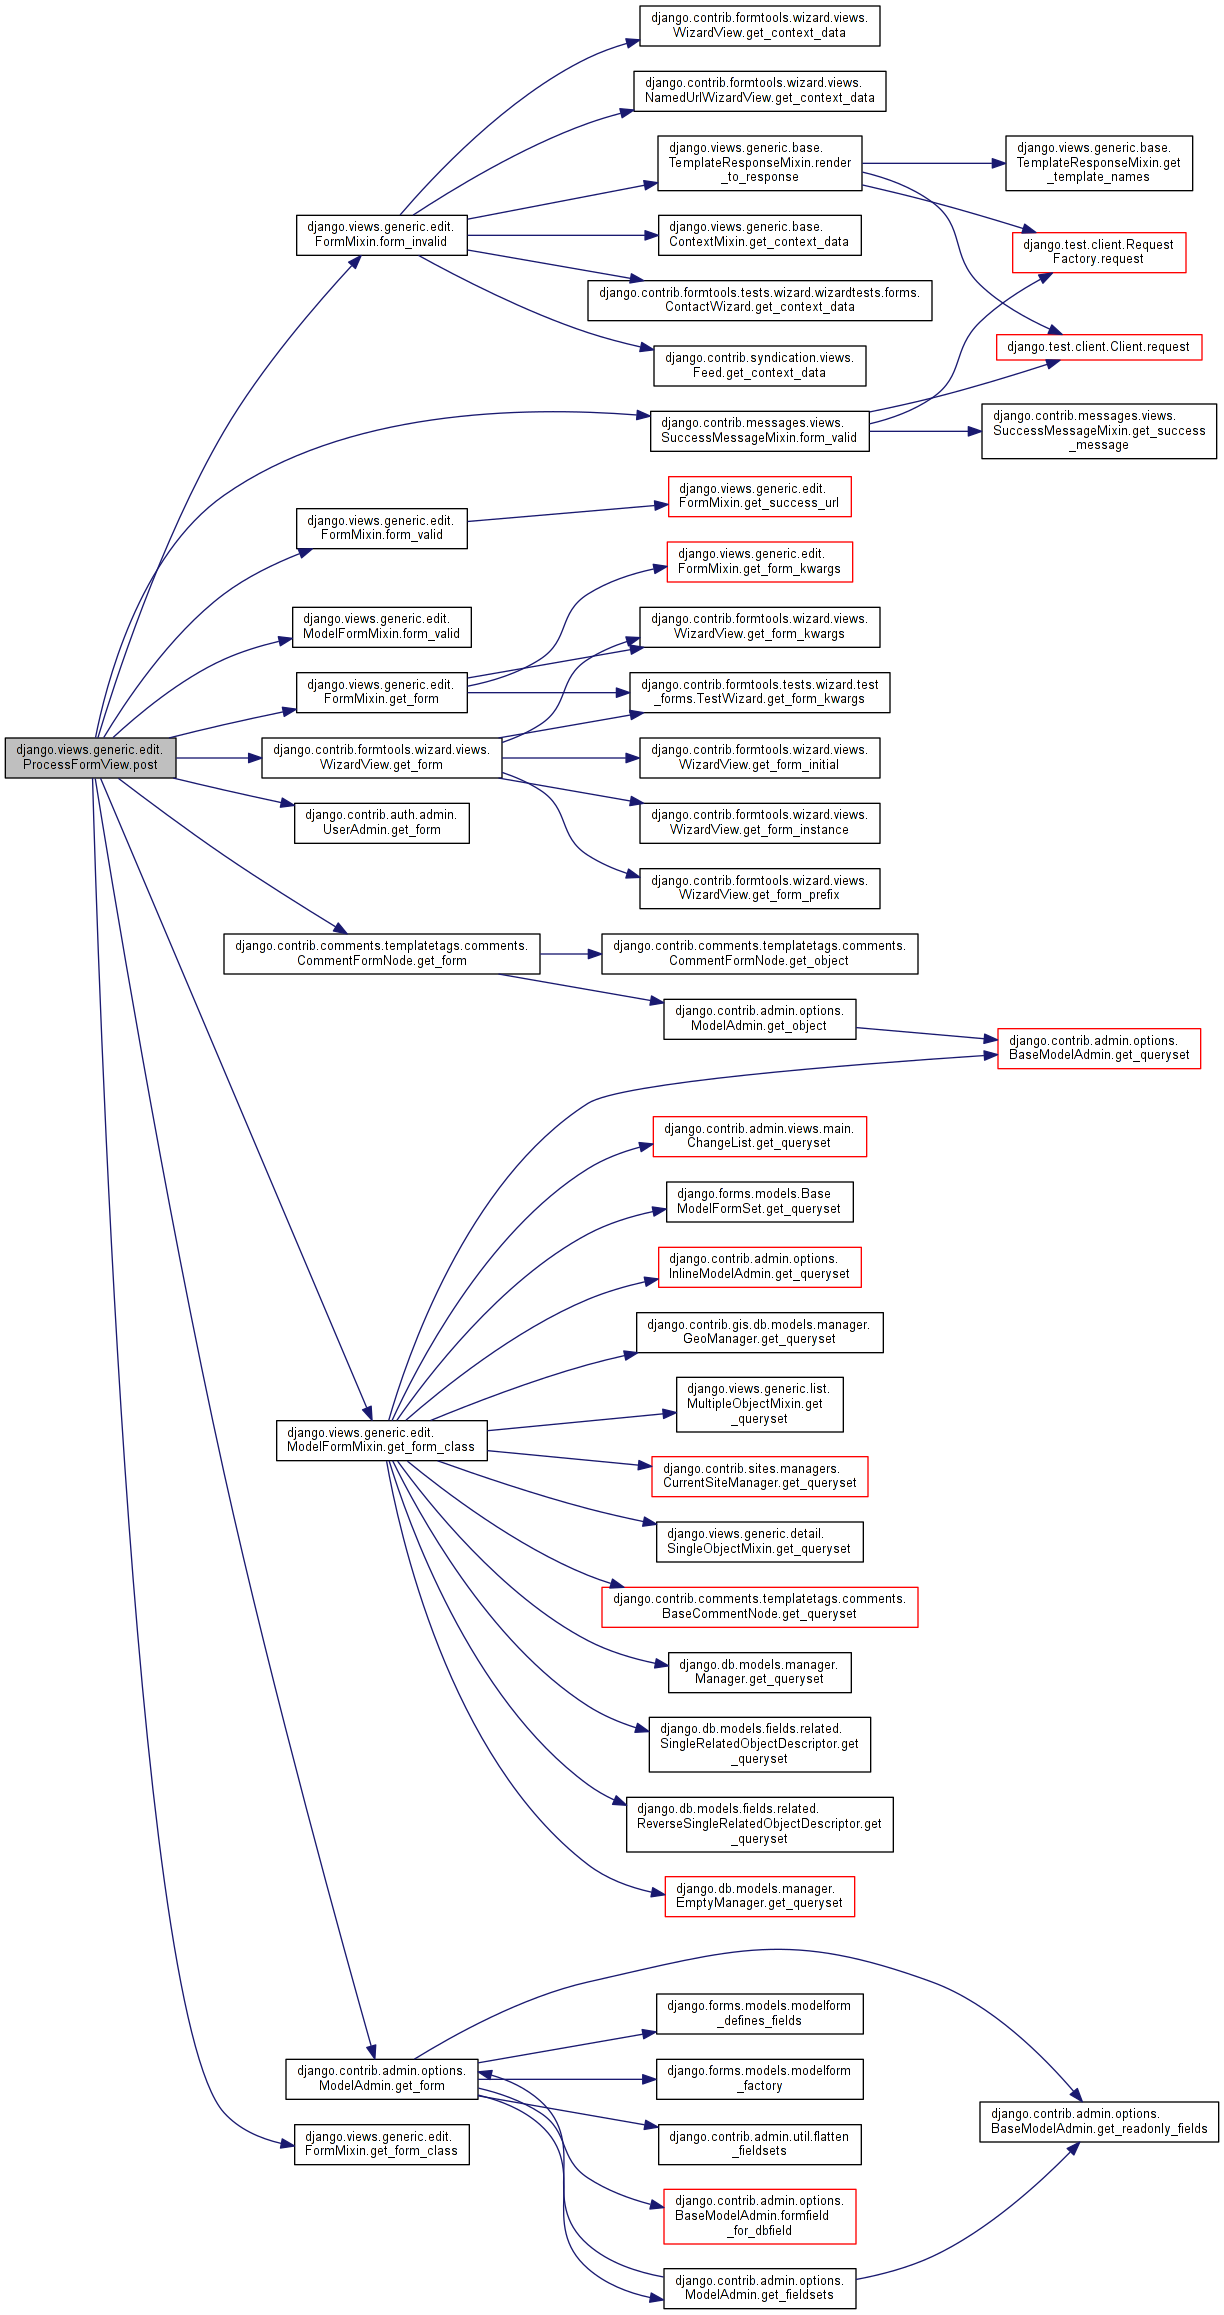 django.contrib.formtools.wizard.views.
WizardView.get_context_data
django.contrib.formtools.wizard.views.
NamedUrlWizardView.get_context_data
django.views.generic.base.
TemplateResponseMixin.render
_to_response
django.views.generic.base.
TemplateResponseMixin.get
_template_names
django.views.generic.edit.
FormMixin.form_invalid
django.views.generic.base.
ContextMixin.get_context_data
django.test.client.Request
Factory.request
django.contrib.formtools.tests.wizard.wizardtests.forms.
ContactWizard.get_context_data
django.test.client.Client.request
django.contrib.syndication.views.
Feed.get_context_data
django.contrib.messages.views.
SuccessMessageMixin.form_valid
django.contrib.messages.views.
SuccessMessageMixin.get_success
_message
django.views.generic.edit.
FormMixin.get_success_url
django.views.generic.edit.
FormMixin.form_valid
django.views.generic.edit.
FormMixin.get_form_kwargs
django.views.generic.edit.
ModelFormMixin.form_valid
django.contrib.formtools.wizard.views.
WizardView.get_form_kwargs
django.views.generic.edit.
FormMixin.get_form
django.contrib.formtools.tests.wizard.test
_forms.TestWizard.get_form_kwargs
django.views.generic.edit.
ProcessFormView.post
django.contrib.formtools.wizard.views.
WizardView.get_form
django.contrib.formtools.wizard.views.
WizardView.get_form_initial
django.contrib.auth.admin.
UserAdmin.get_form
django.contrib.formtools.wizard.views.
WizardView.get_form_instance
django.contrib.formtools.wizard.views.
WizardView.get_form_prefix
django.contrib.comments.templatetags.comments.
CommentFormNode.get_form
django.contrib.comments.templatetags.comments.
CommentFormNode.get_object
django.contrib.admin.options.
ModelAdmin.get_object
django.contrib.admin.options.
BaseModelAdmin.get_queryset
django.contrib.admin.views.main.
ChangeList.get_queryset
django.forms.models.Base
ModelFormSet.get_queryset
django.contrib.admin.options.
InlineModelAdmin.get_queryset
django.contrib.gis.db.models.manager.
GeoManager.get_queryset
django.views.generic.list.
MultipleObjectMixin.get
_queryset
django.views.generic.edit.
ModelFormMixin.get_form_class
django.contrib.sites.managers.
CurrentSiteManager.get_queryset
django.views.generic.detail.
SingleObjectMixin.get_queryset
django.contrib.comments.templatetags.comments.
BaseCommentNode.get_queryset
django.db.models.manager.
Manager.get_queryset
django.db.models.fields.related.
SingleRelatedObjectDescriptor.get
_queryset
django.db.models.fields.related.
ReverseSingleRelatedObjectDescriptor.get
_queryset
django.db.models.manager.
EmptyManager.get_queryset
django.forms.models.modelform
_defines_fields
django.contrib.admin.options.
ModelAdmin.get_form
django.forms.models.modelform
_factory
django.contrib.admin.options.
BaseModelAdmin.get_readonly_fields
django.views.generic.edit.
FormMixin.get_form_class
django.contrib.admin.util.flatten
_fieldsets
django.contrib.admin.options.
BaseModelAdmin.formfield
_for_dbfield
django.contrib.admin.options.
ModelAdmin.get_fieldsets